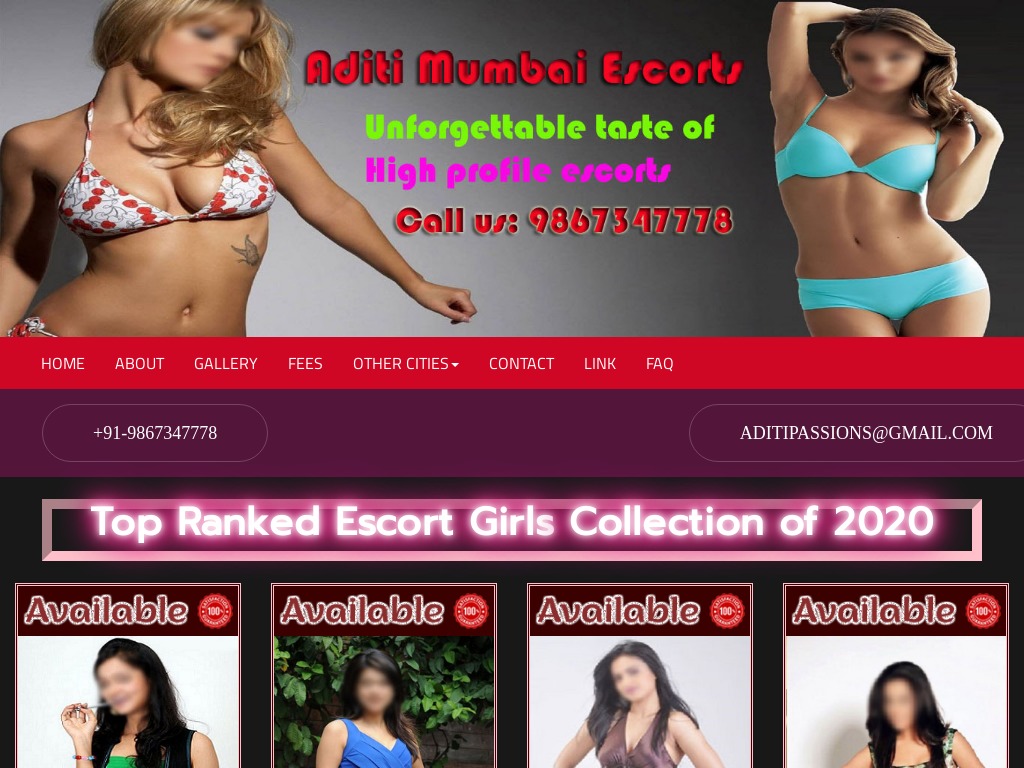 Aditi Mumbai Escorts
Unforgettable taste of
High profile escorts
Call us: 9867347778
HOME ABOUT GALLERY FEES OTHER CITIES CONTACT LINK FAQ
+91-9867347778 ADITIPASSIONS@GMAIL.COM
Top Ranked Escort Girls Collection of 2020
Available Available Available Available
100% 100% 100% 100%